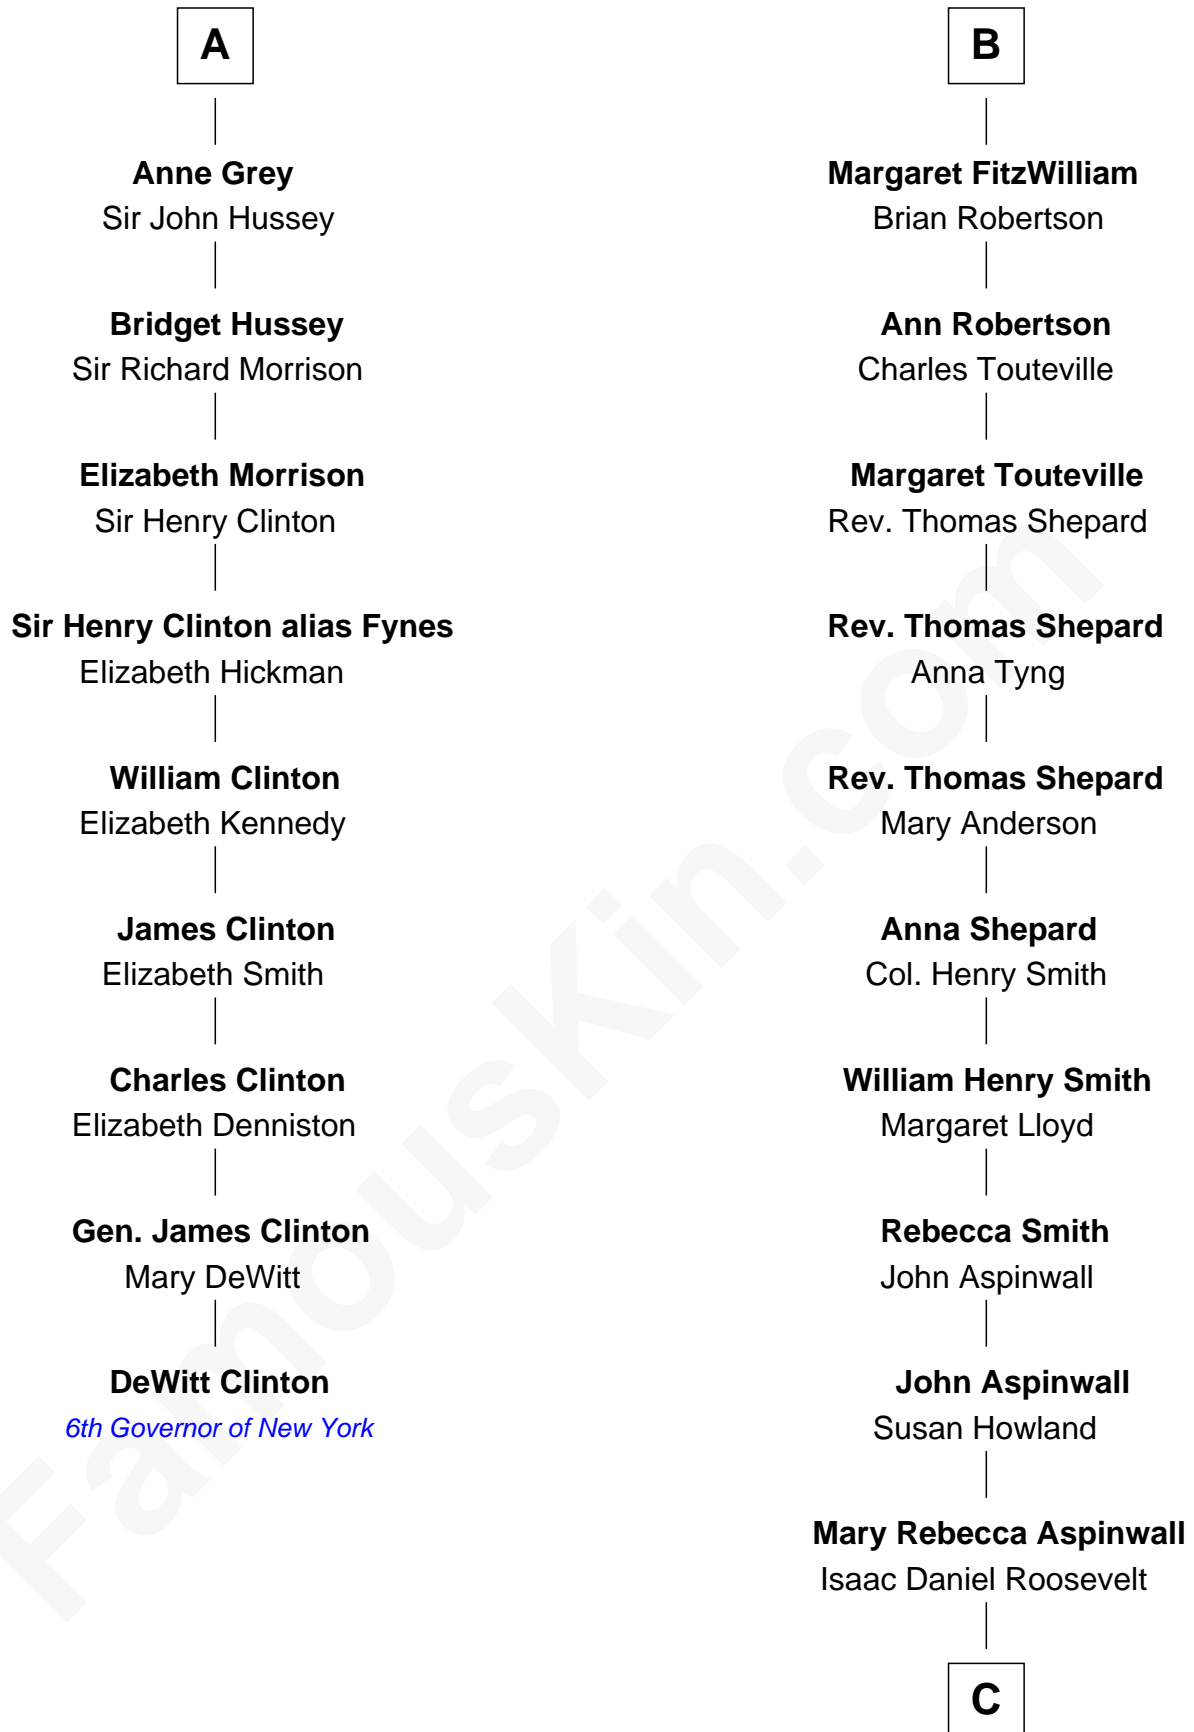 A
Anne Grey
Sir John Hussey
Bridget Hussey
Sir Richard Morrison
Elizabeth Morrison
Sir Henry Clinton
Sir Henry Clinton alias Fynes
Elizabeth Hickman
William Clinton
Elizabeth Kennedy
James Clinton
Elizabeth Smith
Charles Clinton
Elizabeth Denniston
Gen. James Clinton
Mary DeWitt
DeWitt Clinton
6th Governor of New York
B
Margaret FitzWilliam
Brian Robertson
Ann Robertson
Charles Touteville
Margaret Touteville
Rev. Thomas Shepard
Rev. Thomas Shepard
Anna Tyng
Rev. Thomas Shepard
Mary Anderson
Anna Shepard
Col. Henry Smith
William Henry Smith
Margaret Lloyd
Rebecca Smith
John Aspinwall
John Aspinwall
Susan Howland
Mary Rebecca Aspinwall
Isaac Daniel Roosevelt
C
FamousKin.com